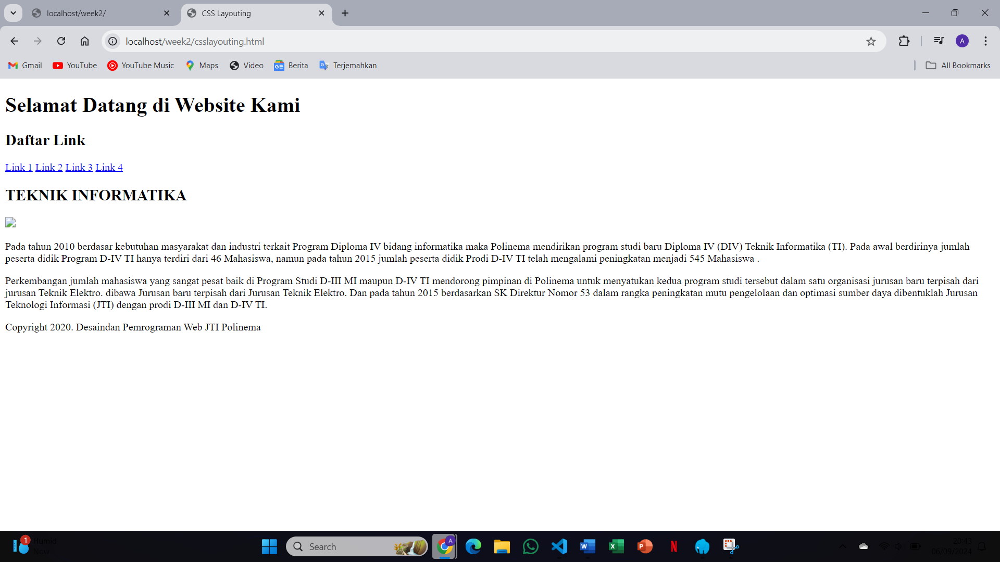 localhost/week2/
CSS Layouting
localhost/week2/csslayouting.html
A
Gmail
YouTube
YouTube Music
Maps
Video
Berita
Terjemahkan
All Bookmarks
Selamat Datang di Website Kami
Daftar Link
Link 1 Link 2 Link 3 Link 4
TEKNIK INFORMATIKA
Pada tahun 2010 berdasar kebutuhan masyarakat dan industri terkait Program Diploma IV bidang informatika maka Polinema mendirikan program studi baru Diploma IV (DIV) Teknik Informatika (TI). Pada awal berdirinya jumlah
peserta didik Program D-IV TI hanya terdiri dari 46 Mahasiswa, namun pada tahun 2015 jumlah peserta didik Prodi D-IV TI telah mengalami peningkatan menjadi 545 Mahasiswa .
Perkembangan jumlah mahasiswa yang sangat pesat baik di Program Studi D-III MI maupun D-IV TI mendorong pimpinan di Polinema untuk menyatukan kedua program studi tersebut dalam satu organisasi jurusan baru terpisah dari
jurusan Teknik Elektro. dibawa Jurusan baru terpisah dari Jurusan Teknik Elektro. Dan pada tahun 2015 berdasarkan SK Direktur Nomor 53 dalam rangka peningkatan mutu pengelolaan dan optimasi sumber daya dibentuklah Jurusan
Teknologi Informasi (JTI) dengan prodi D-III MI dan D-IV TI.
Copyright 2020. Desaindan Pemrograman Web JTI Polinema
1
Humid
Now
Search
A
20:43
06/09/2024